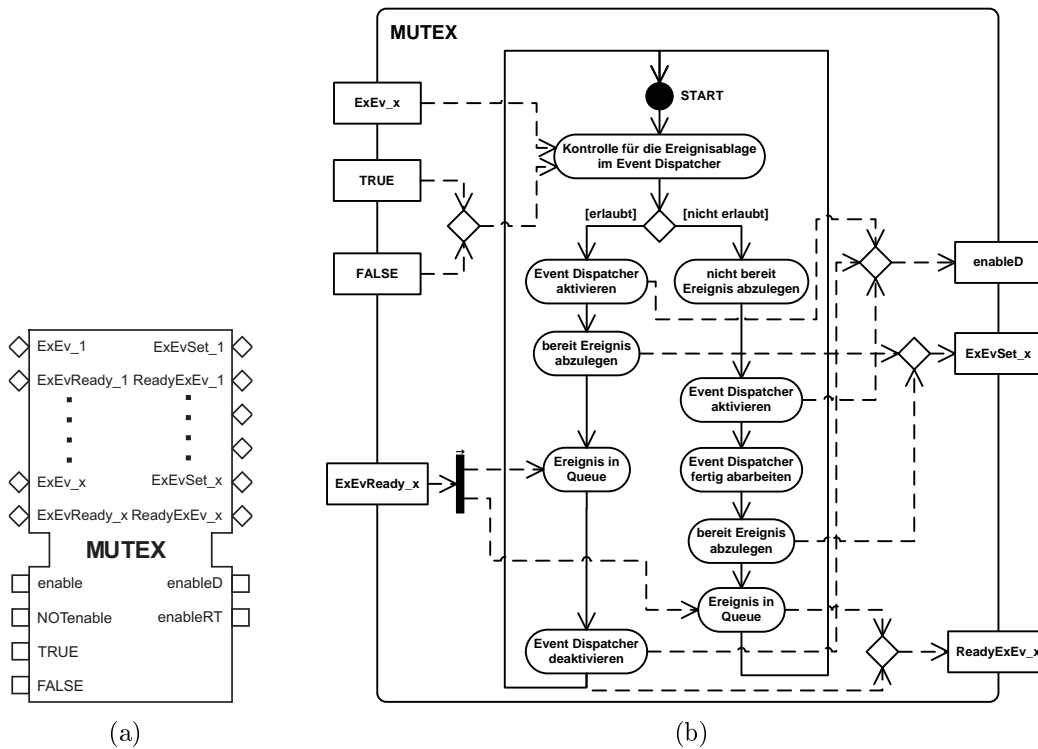 ExEv_1
ExEvSet_1
ExEvReady_1
ReadyExEv_1
ExEv_x
ExEvSet_x
ExEvReady_x
ReadyExEv_x
MUTEX
enable
enableD
NOTenable
enableRT
TRUE
FALSE
(a)
MUTEX
ExEv_x
START
Kontrolle für die Ereignisablage
im Event Dispatcher
TRUE
[erlaubt]
[nicht erlaubt]
FALSE
Event Dispatcher
aktivieren
nicht bereit
Ereignis abzulegen
enableD
bereit Ereignis
abzulegen
ExEvSet_x
Event Dispatcher
aktivieren
Ereignis in
Queue
Event Dispatcher
fertig abarbeiten
ExEvReady_x
bereit Ereignis
abzulegen
Ereignis in
Queue
Event Dispatcher
deaktivieren
ReadyExEv_x
(b)